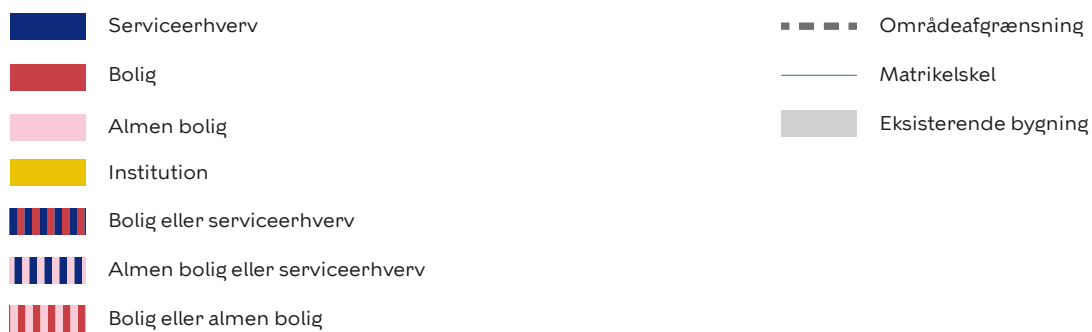 Serviceerhverv
Bolig
Almen bolig
Institution
Bolig eller serviceerhverv
Almen bolig eller serviceerhverv
Bolig eller almen bolig
Områdeafgrænsning
Matrikelskel
Eksisterende bygning